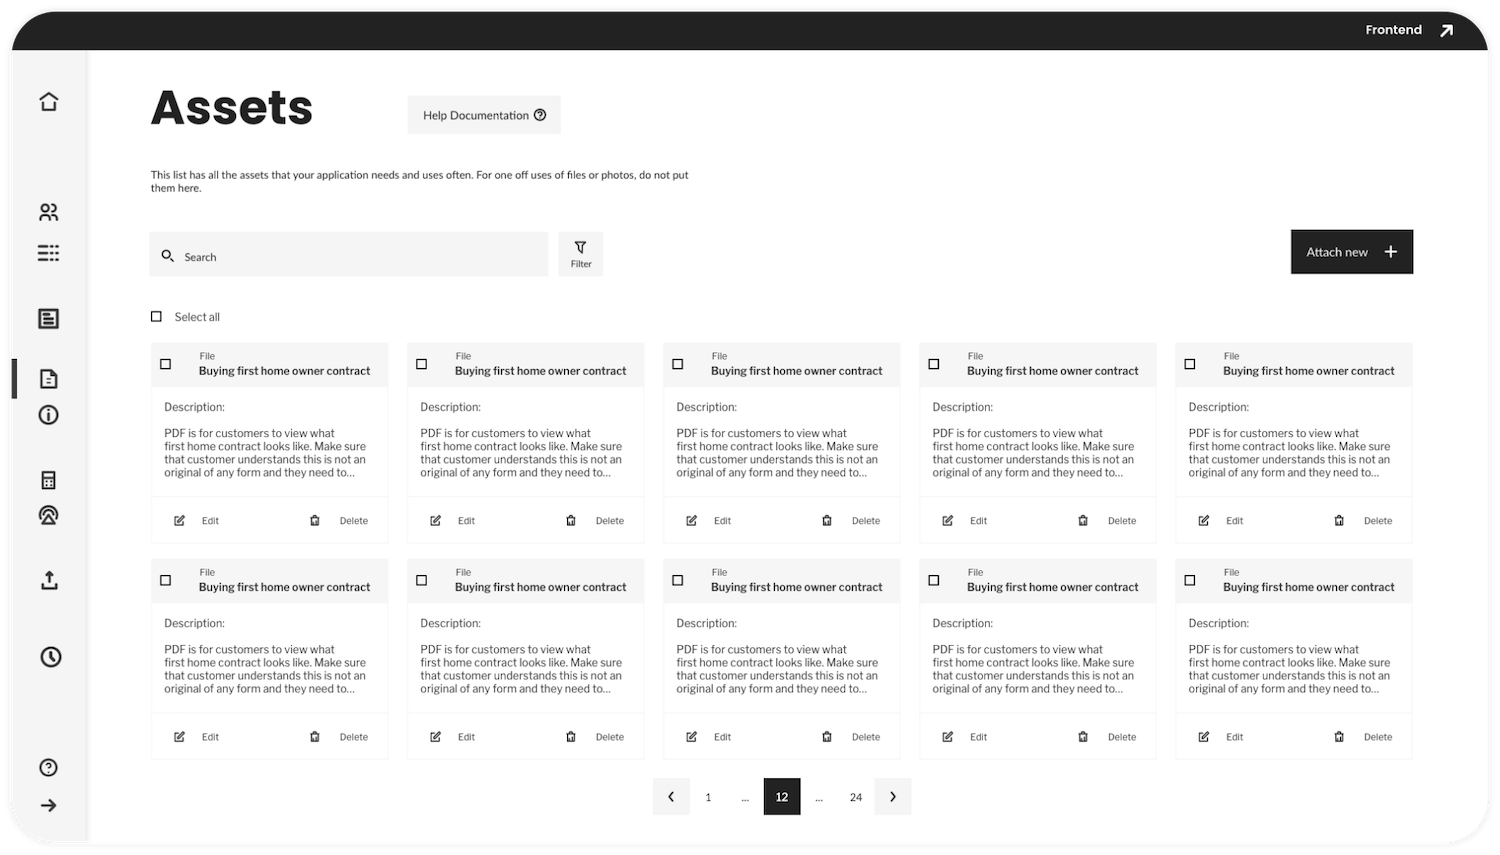 Frontend
Assets
Help Documentation
This list has all the assets that your application needs and uses often. For one off uses of files or photos, do not put
them here.
Search
Filter
Attach new
Select all
File
Buying first home owner contract
Description:
PDF is for customers to view what
first home contract looks like. Make sure
that customer understands this is not an
original of any form and they need to...
Edit Delete
File
Buying first home owner contract
Description:
PDF is for customers to view what
first home contract looks like. Make sure
that customer understands this is not an
original of any form and they need to...
Edit Delete
File
Buying first home owner contract
Description:
PDF is for customers to view what
first home contract looks like. Make sure
that customer understands this is not an
original of any form and they need to...
Edit Delete
File
Buying first home owner contract
Description:
PDF is for customers to view what
first home contract looks like. Make sure
that customer understands this is not an
original of any form and they need to...
Edit Delete
File
Buying first home owner contract
Description:
PDF is for customers to view what
first home contract looks like. Make sure
that customer understands this is not an
original of any form and they need to...
Edit Delete
File
Buying first home owner contract
Description:
PDF is for customers to view what
first home contract looks like. Make sure
that customer understands this is not an
original of any form and they need to...
Edit Delete
File
Buying first home owner contract
Description:
PDF is for customers to view what
first home contract looks like. Make sure
that customer understands this is not an
original of any form and they need to...
Edit Delete
File
Buying first home owner contract
Description:
PDF is for customers to view what
first home contract looks like. Make sure
that customer understands this is not an
original of any form and they need to...
Edit Delete
File
Buying first home owner contract
Description:
PDF is for customers to view what
first home contract looks like. Make sure
that customer understands this is not an
original of any form and they need to...
Edit Delete
File
Buying first home owner contract
Description:
PDF is for customers to view what
first home contract looks like. Make sure
that customer understands this is not an
original of any form and they need to...
Edit Delete
1 ... 12 ... 24